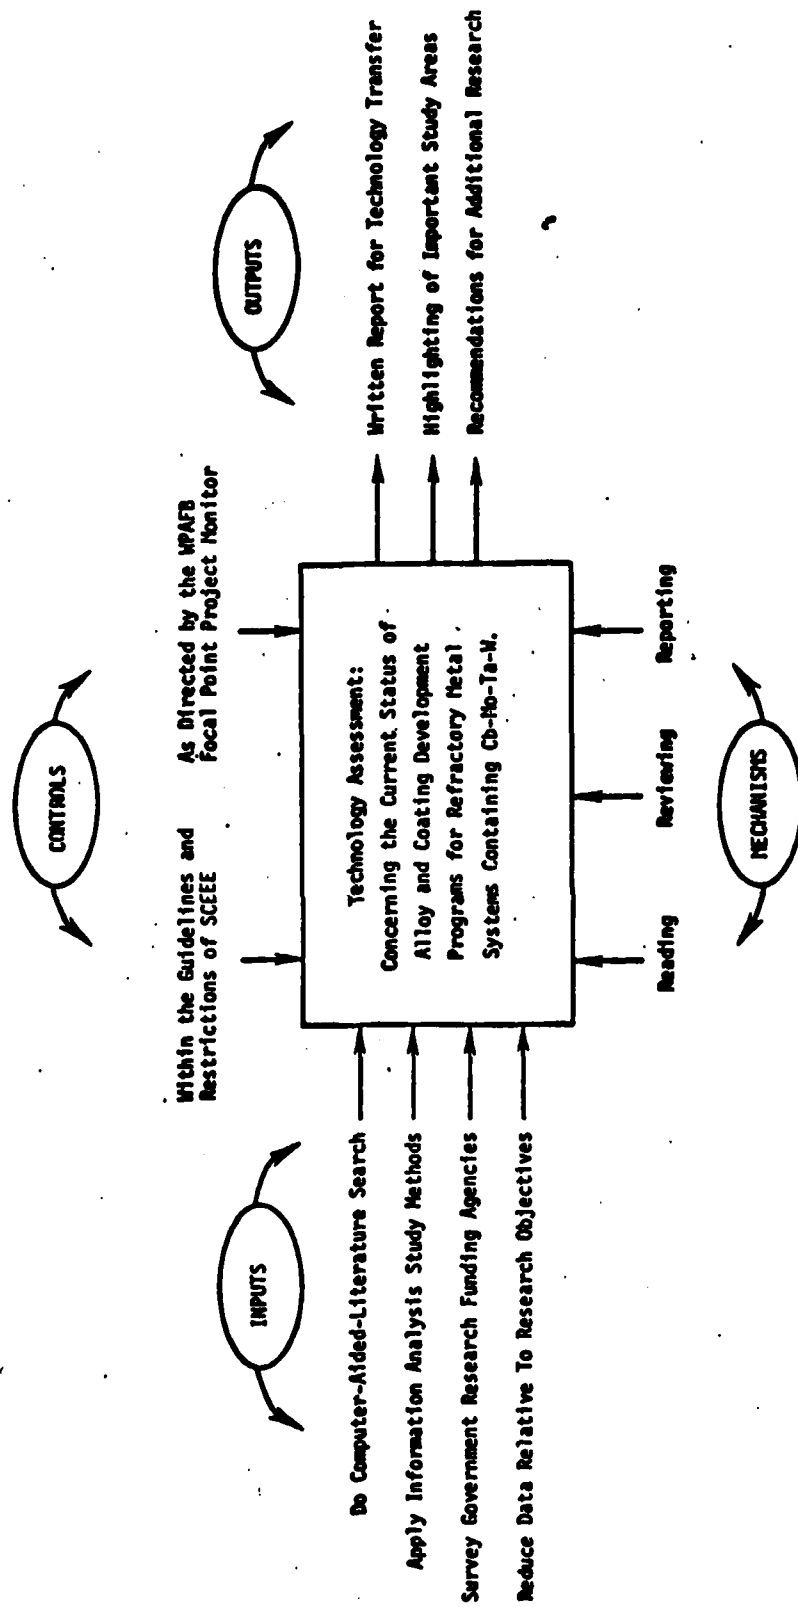 CONTROLS
Within the Guidelines and
Restrictions of SCEEE
As Directed by the WPAFB
Focal Point Project Monitor
INPUTS
Do Computer-Aided-Literature Search
Apply Information Analysis Study Methods
Survey Government Research Funding Agencies
Reduce Data Relative To Research Objectives
Technology Assessment:
Concerning the Current Status of
Alloy and Coating Development
Programs for Refractory Metal
Systems Containing Cb-Mo-Ta-W.
OUTPUTS
Written Report for Technology Transfer
Highlighting of Important Study Areas
Recommendations for Additional Research
Reading
Reviewing
Reporting
MECHANISMS